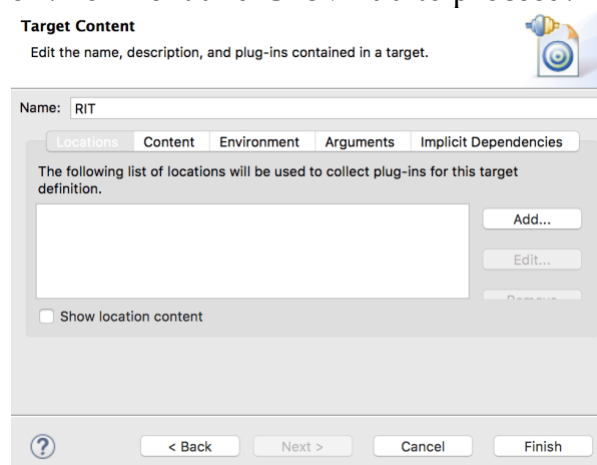 Target Content
Edit the name, description, and plug-ins contained in a target.
Name: RIT
Locations Content Environment Arguments Implicit Dependencies
The following list of locations will be used to collect plug-ins for this target
definition.
Add...
Edit...
Remove
Show location content
? < Back Next > Cancel Finish